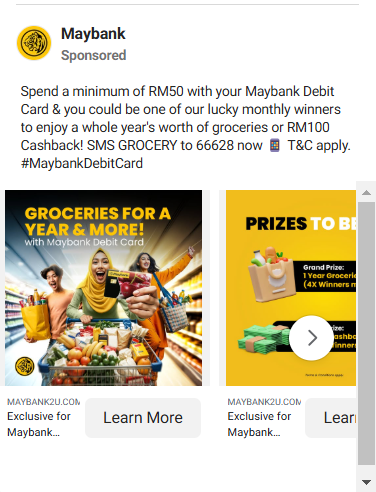 Maybank
Sponsored
Spend a minimum of RM50 with your Maybank Debit
Card & you could be one of our lucky monthly winners
to enjoy a whole year's worth of groceries or RM100
Cashback! SMS GROCERY to 66628 now T&C apply.
#MaybankDebitCard
GROCERIES FOR A
YEAR & MORE!
with Maybank Debit Card
PRIZES TO BE
Grand Prize:
1 Year Grocerie
(4X Winners m
MAYBANK2U.COM
Exclusive for
Maybank...
Learn More
MAYBANK2U.COM
Exclusive for
Maybank...
Lear